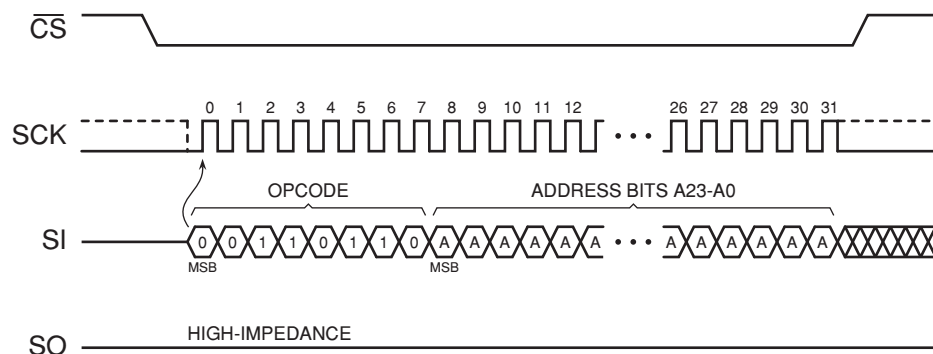 CS
0 1 2 3 4 5 6 7 8 9 10 11 12 26 27 28 29 30 31
SCK
OPCODE ADDRESS BITS A23-A0
SI 0 0 1 1 0 1 1 0 A A A A A A A A A A A A
MSB MSB
HIGH-IMPEDANCE
SO